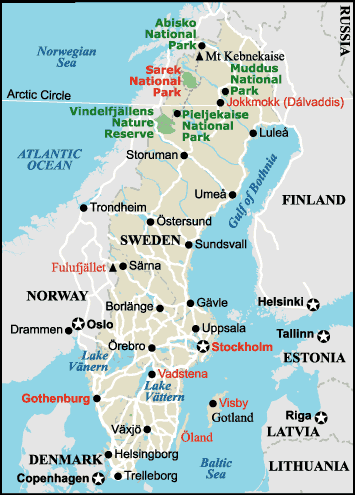 Abisko
National
Park
Norwegian
Sea
RUSSIA
Mt Kebnekaise
Sarek
National
Park
Muddus
National
Park
Arctic Circle
Jokkmokk (Dálvaddis)
Vindelfjällens
Nature
Reserve
Pieljekaise
National
Park
Luleå
ATLANTIC
OCEAN
Storuman
Gulf of Bothnia
Umeå
FINLAND
Trondheim
Östersund
SWEDEN
Sundsvall
Fulufjället
Särna
NORWAY
Borlänge
Gävle
Helsinki
Drammen
Oslo
Uppsala
Tallinn
Örebro
Stockholm
ESTONIA
Lake
Vänern
Vadstena
Lake
Vättern
Gothenburg
Visby
Gotland
Riga
LATVIA
Växjö
Öland
DENMARK
Helsingborg
Baltic
Sea
LITHUANIA
Copenhagen
Trelleborg